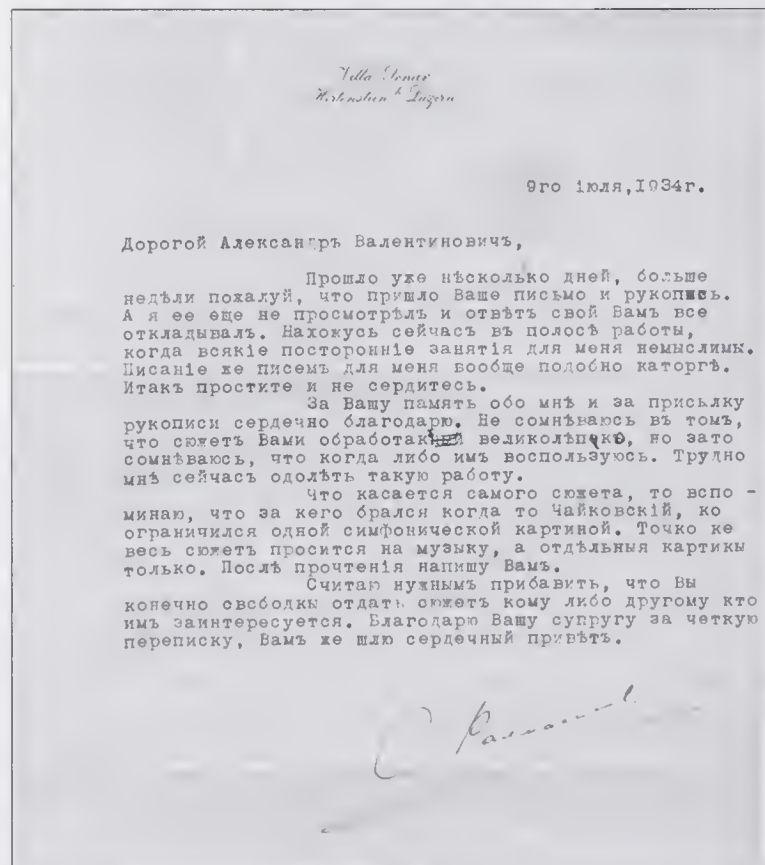 Villa Senar
Hertenstein b/ Luzern
9го іюля,I934г.
Дорогой Александръ Валентиновичъ,
Прошло уже нѣсколько дней, больше
недѣли пожалуй, что пришло Ваше письмо и рукопись.
А я ее еще не просмотрѣлъ и отвѣтъ свой Вамъ все
откладывалъ. Нахожусь сейчасъ въ полосѣ работы,
когда всякіе посторонніе занятія для меня немыслимы.
Писаніе же писемъ для меня вообще подобно каторгѣ.
Итакъ простите и не сердитесь.
За Вашу память обо мнѣ и за присылку
рукописи сердечно благодарю. Не сомнѣваюсь въ томъ,
что сюжетъ Вами обработанъ великолѣпно, но зато
сомнѣваюсь, что когда либо имъ воспользуюсь. Трудно
мнѣ сейчасъ одолѣть такую работу.
Что касается самого сюжета, то вспо -
минаю, что за кего брался когда то Чайковскій, ко
ограничился одной симфонической картиной. Точко ке
весь сюжетъ просится на музыку, а отдѣльныя картикы
только. Послѣ прочтенія напишу Вамъ.
Считаю нужнымъ прибавить, что Вы
конечно свободкы отдать сюжетъ кому либо другому кто
имъ заинтересуется. Благодарю Вашу супругу за четкую
переписку, Вамъ же шлю сердечный привѣтъ.